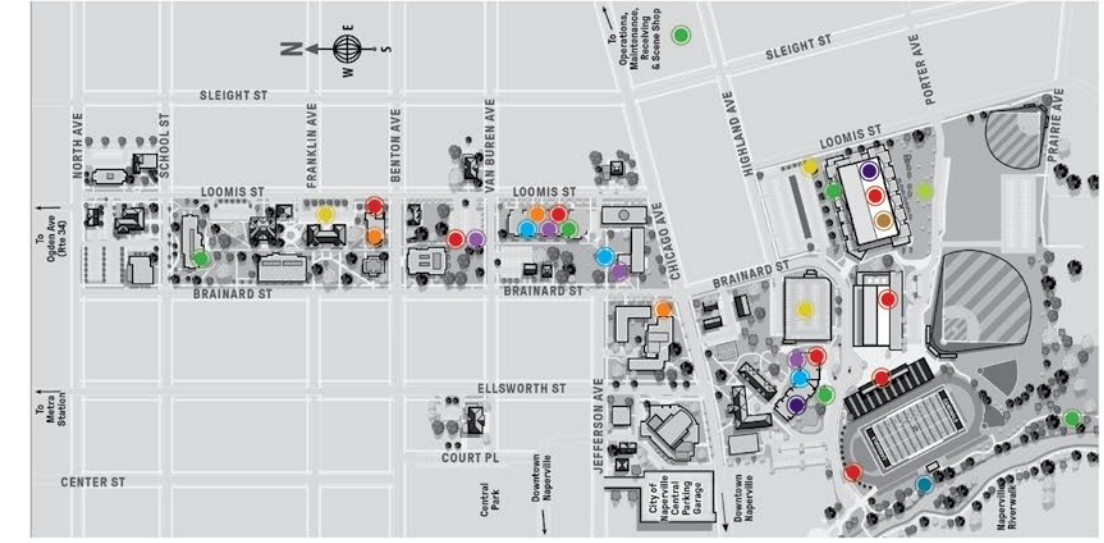 E
N
S
W
To
Operations,
Maintenance,
Receiving
& Scene Shop
SLEIGHT ST
PORTER AVE
SLEIGHT ST
NORTH AVE
SCHOOL ST
FRANKLIN AVE
BENTON AVE
VAN BUREN AVE
HIGHLAND AVE
LOOMIS ST
PRAIRIE AVE
LOOMIS ST
LOOMIS ST
To
Ogden Ave
(Rte 34)
CHICAGO AVE
BRAINARD ST
BRAINARD ST
BRAINARD ST
To
Metra
Station
ELLSWORTH ST
JEFFERSON AVE
COURT PL
CENTER ST
Central
Park
Downtown
Naperville
City of
Naperville
Central
Parking
Garage
Downtown
Naperville
Naperville
Riverwalk